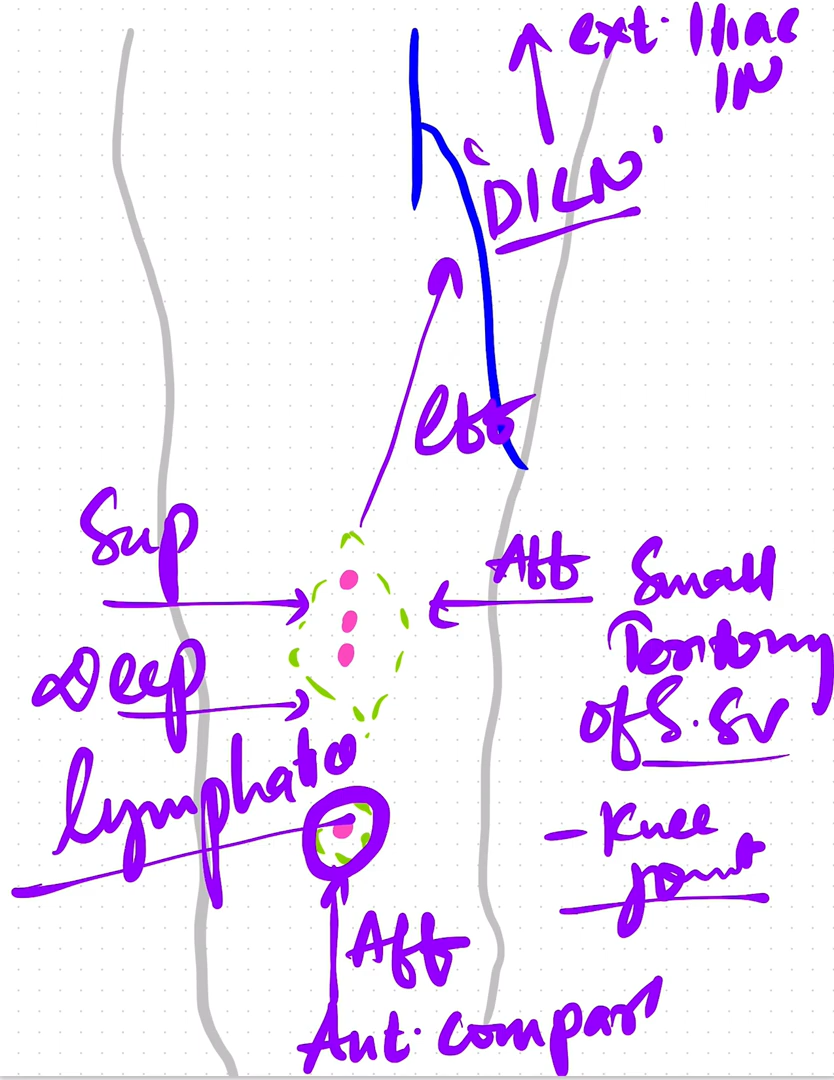 ext. Iliac
LN
'DILN'
eff
Sup
Aff
Small
Territory
of S.SV
Deep
lymphatic
- Knee
joint
Aff
Ant. compart